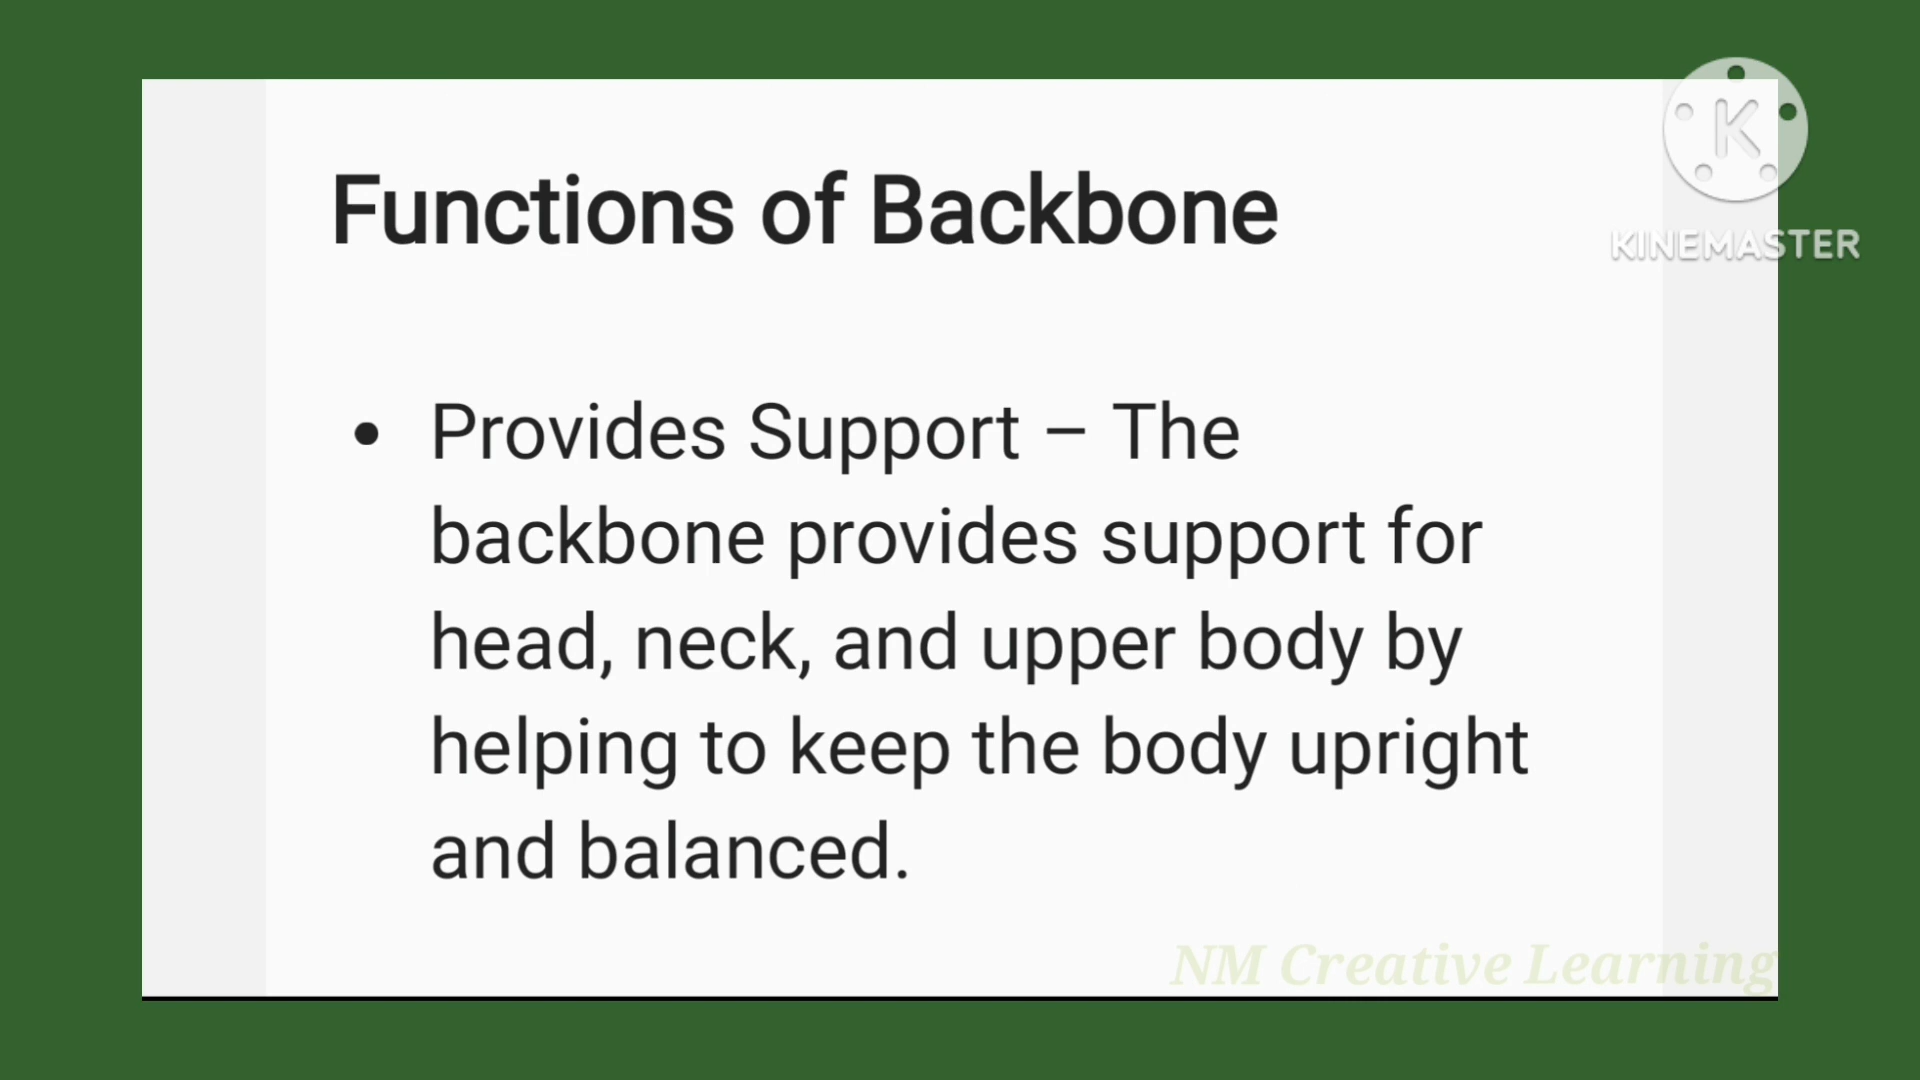 K
KINEMASTER
Functions of Backbone
• Provides Support – The
backbone provides support for
head, neck, and upper body by
helping to keep the body upright
and balanced.
NM Creative Learning